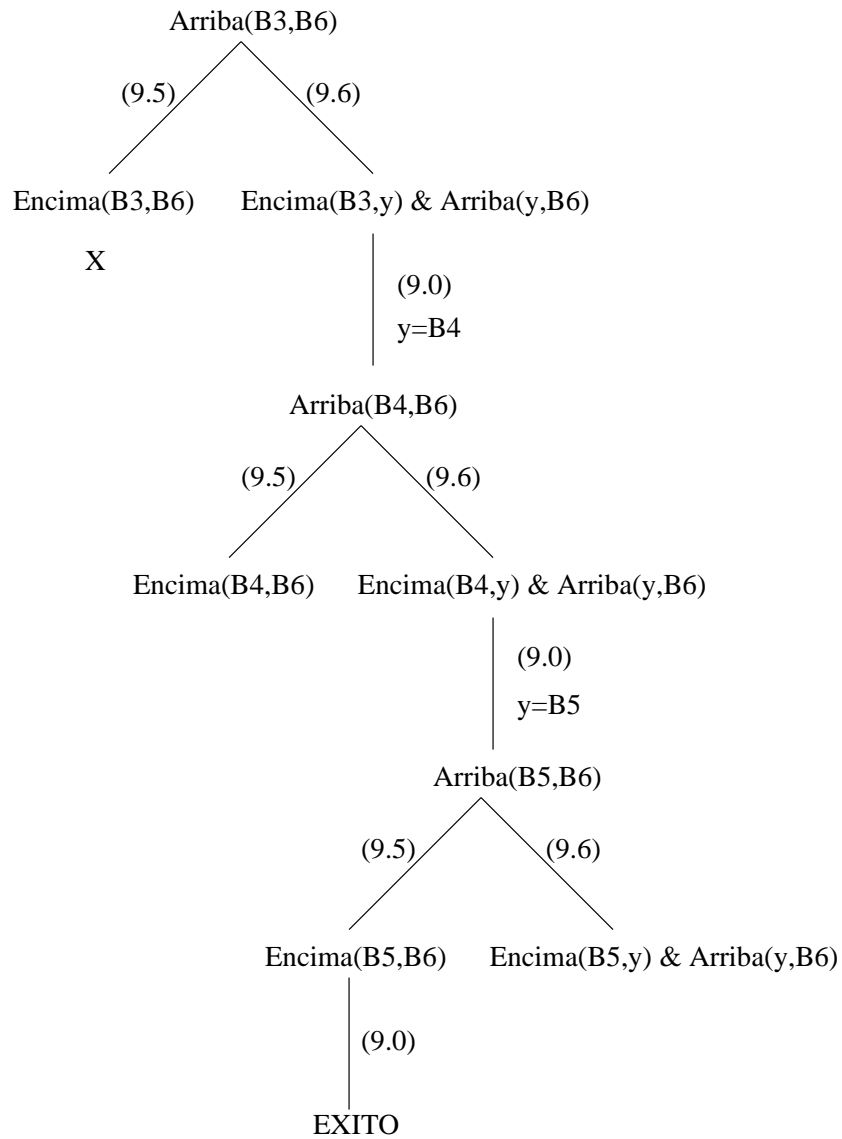 Arriba(B3,B6)
(9.5) (9.6)
Encima(B3,B6) Encima(B3,y) & Arriba(y,B6)
X
(9.0)
y=B4
Arriba(B4,B6)
(9.5) (9.6)
Encima(B4,B6) Encima(B4,y) & Arriba(y,B6)
(9.0)
y=B5
Arriba(B5,B6)
(9.5) (9.6)
Encima(B5,B6) Encima(B5,y) & Arriba(y,B6)
(9.0)
EXITO